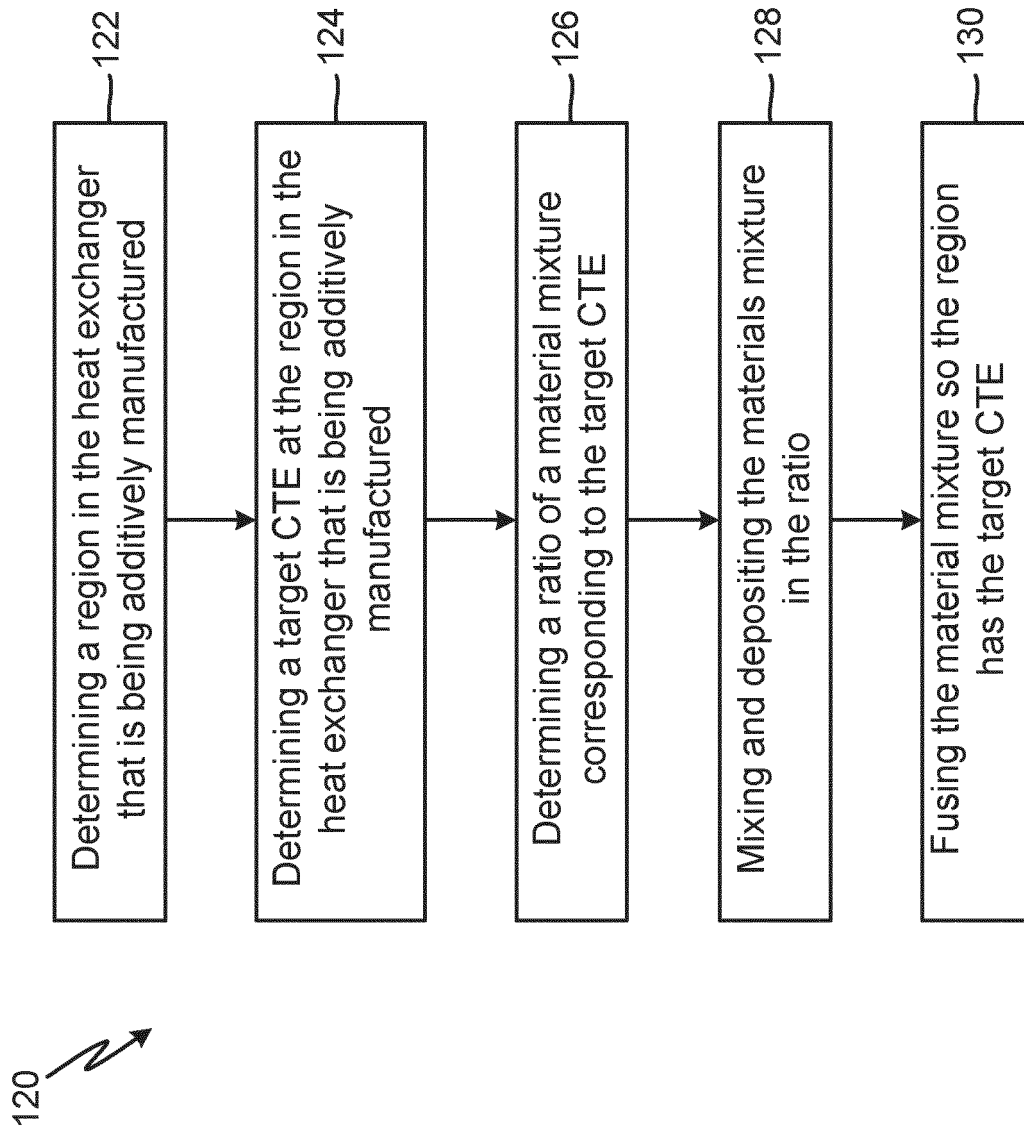 120
Determining a region in the heat exchanger
that is being additively manufactured
122
Determining a target CTE at the region in the
heat exchanger that is being additively
manufactured
124
Determining a ratio of a material mixture
corresponding to the target CTE
126
Mixing and depositing the materials mixture
in the ratio
128
Fusing the material mixture so the region
has the target CTE
130